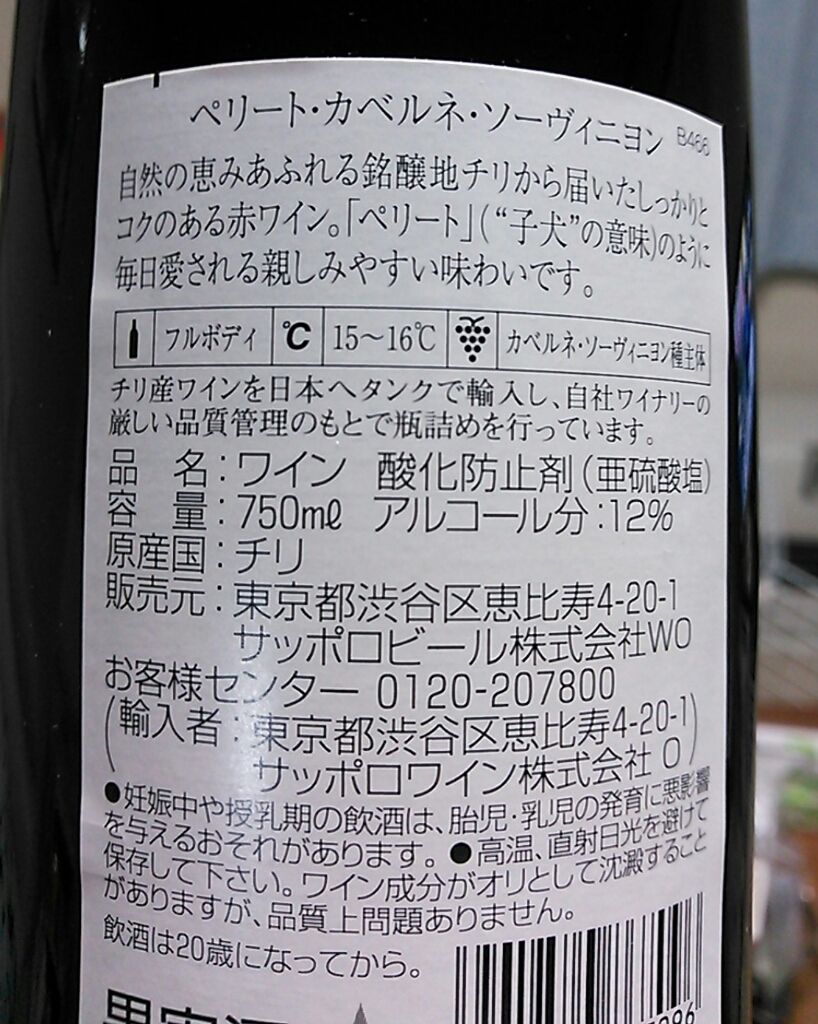 ペリート・カベルネ・ソーヴィニヨン B466
自然の恵みあふれる銘醸地チリから届いたしっかりと
コクのある赤ワイン。「ペリート」(“子犬”の意味)のように
毎日愛される親しみやすい味わいです。
フルボディ ℃ 15〜16℃ カベルネ・ソーヴィニヨン種主体
チリ産ワインを日本へタンクで輸入し、自社ワイナリーの
厳しい品質管理のもとで瓶詰めを行っています。
品名:ワイン 酸化防止剤(亜硫酸塩)
容量:750mℓ アルコール分:12%
原産国:チリ
販売元:東京都渋谷区恵比寿4-20-1
サッポロビール株式会社WO
お客様センター 0120-207800
(輸入者:東京都渋谷区恵比寿4-20-1
サッポロワイン株式会社 O)
●妊娠中や授乳期の飲酒は、胎児・乳児の発育に悪影響
を与えるおそれがあります。●高温、直射日光を避けて
保存して下さい。ワイン成分がオリとして沈澱すること
がありますが、品質上問題ありません。
飲酒は20歳になってから。